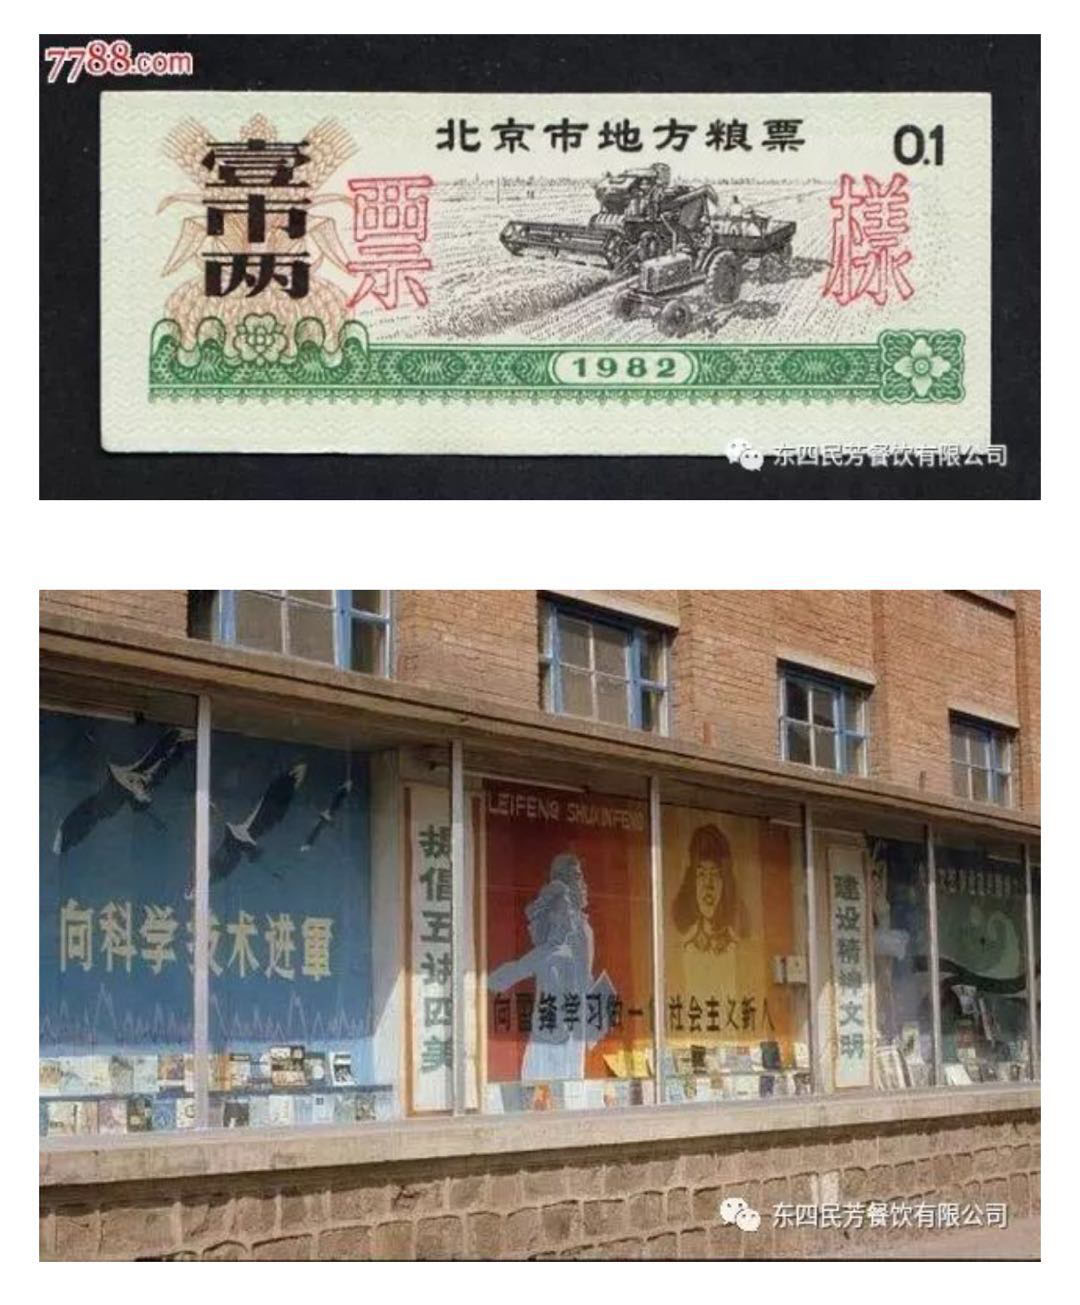 7788.com
北京市地方粮票
0.1
壹市两
票樣
1982
东四民芳餐饮有限公司
LEIFENG SHUXINFENG
向科学技术进军
提倡五讲四美
向雷锋学习 做一
社会主义新人
建设精神文明
东四民芳餐饮有限公司